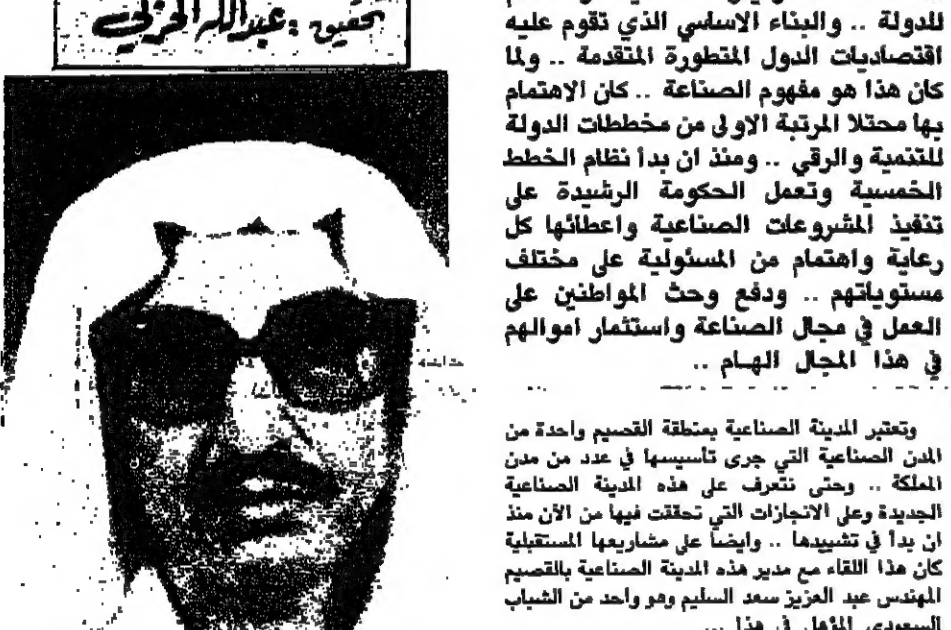 تحقيق : عبدالله الحزلي
للدولة .. والبناء الاساسي الذي تقوم عليه
اقتصاديات الدول المتطورة المتقدمة .. ولما
كان هذا هو مفهوم الصناعة .. كان الاهتمام
بها محتلا المرتبة الاولى من مخططات الدولة
للتنمية والرقي .. ومنذ ان بدأ نظام الخطط
الخمسية وتعمل الحكومة الرشيدة على
تنفيذ المشروعات الصناعية واعطائها كل
رعاية واهتمام من المسئولية على مختلف
مستوياتهم .. ودفع وحث المواطنين على
العمل في مجال الصناعة واستثمار اموالهم
في هذا المجال الهام ..
وتعتبر المدينة الصناعية بمنطقة القصيم واحدة من
المدن الصناعية التي جرى تأسيسها في عدد من مدن
المملكة .. وحتى نتعرف على هذه المدينة الصناعية
الجديدة وعلى الانجازات التي تحققت فيها من الآن منذ
ان بدأ في تشييدها .. وايضا على مشاريعها المستقبلية
كان هذا اللقاء مع مدير هذه المدينة الصناعية بالقصيم
المهندس عبد العزيز سعد السليم وهو واحد من الشباب
السعودي المؤهل في هذا ...